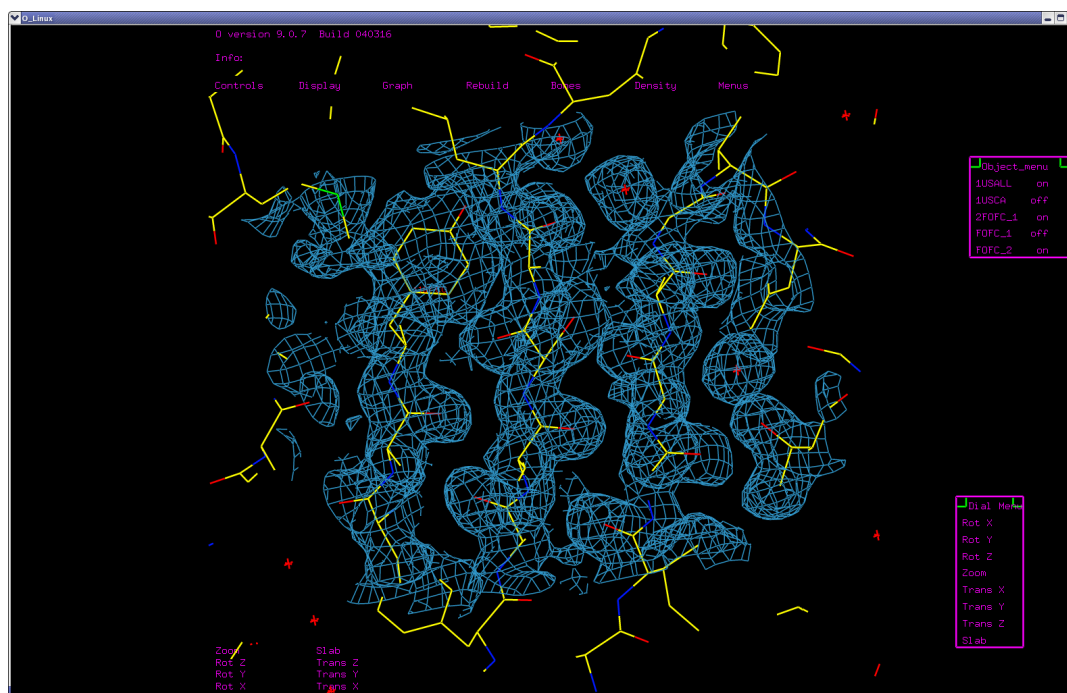 O_Linux
O version 9.0.7 Build 040316
Info:
Controls Display Graph Rebuild Bones Density Menus
Object_menu
1USALL on
1USCA off
2FOFC_1 on
FOFC_1 off
FOFC_2 on
Dial Menu
Rot X
Rot Y
Rot Z
Zoom
Trans X
Trans Y
Trans Z
Slab
Zoom Slab
Rot Z Trans Z
Rot Y Trans Y
Rot X Trans X